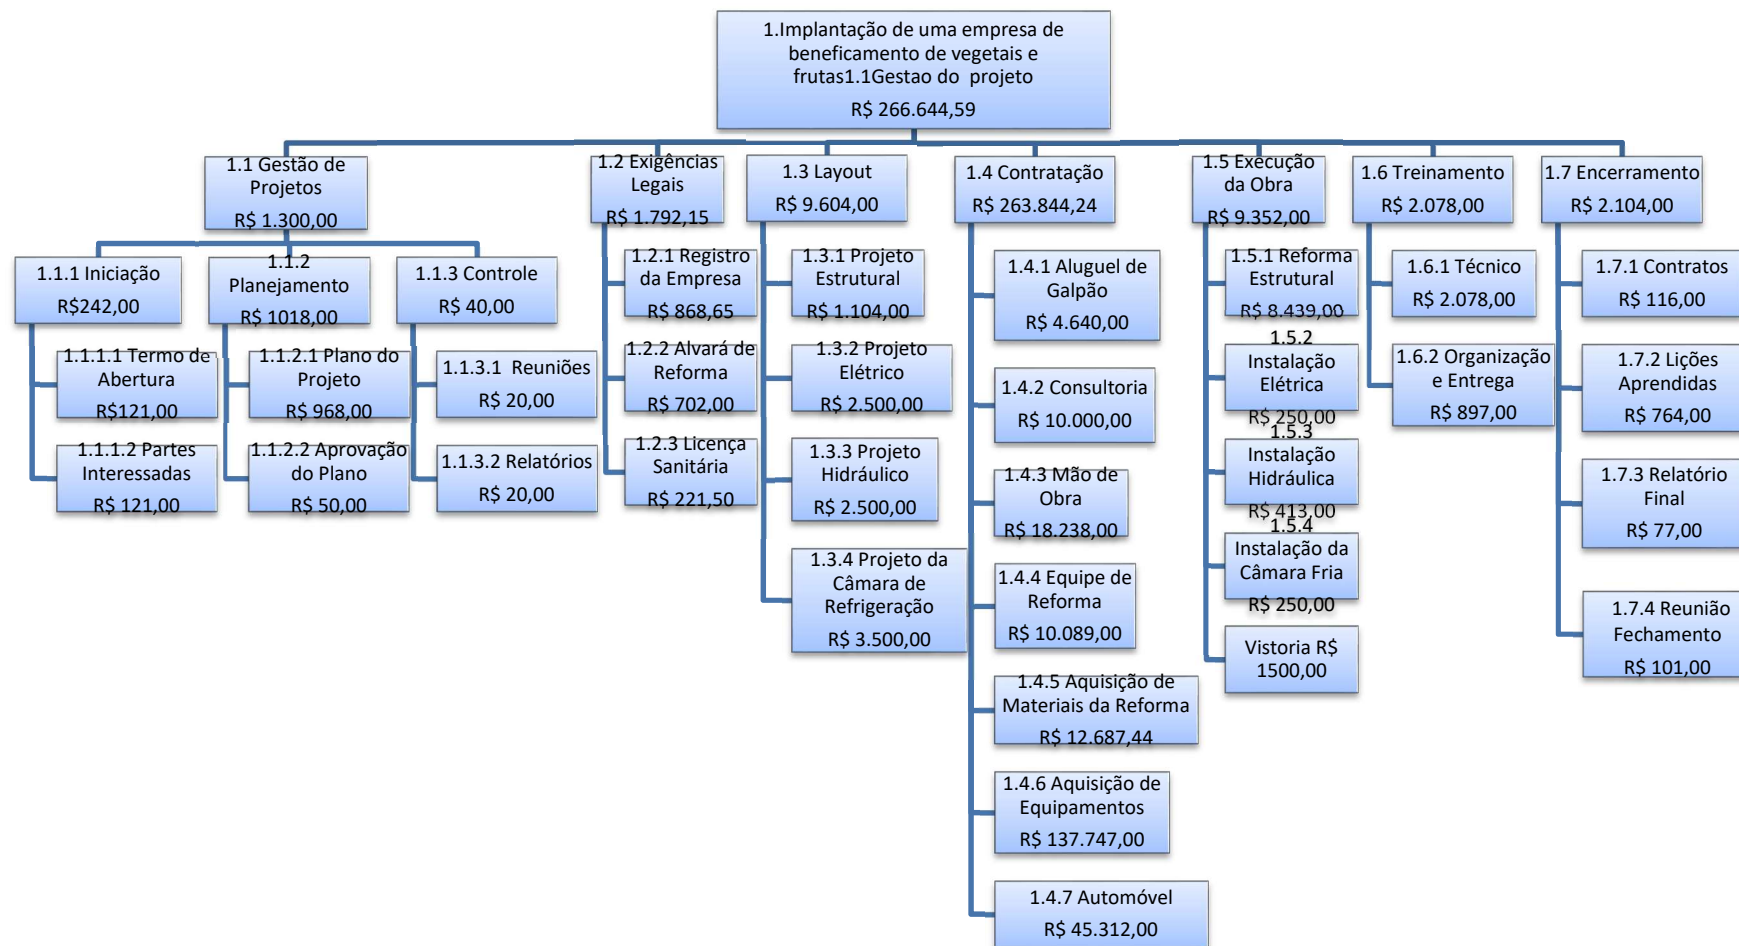 1.Implantação de uma empresa de
beneficamento de vegetais e
frutas1.1Gestao do projeto
R$ 266.644,59
1.1 Gestão de
Projetos
R$ 1.300,00
1.2 Exigências
Legais
R$ 1.792,15
1.3 Layout
R$ 9.604,00
1.4 Contratação
R$ 263.844,24
1.5 Execução
da Obra
R$ 9.352,00
1.6 Treinamento
R$ 2.078,00
1.7 Encerramento
R$ 2.104,00
1.1.1 Iniciação
R$242,00
1.1.1.1 Termo de
Abertura
R$121,00
1.1.1.2 Partes
Interessadas
R$ 121,00
1.1.2
Planejamento
R$ 1018,00
1.1.2.1 Plano do
Projeto
R$ 968,00
1.1.2.2 Aprovação
do Plano
R$ 50,00
1.1.3 Controle
R$ 40,00
1.1.3.1 Reuniões
R$ 20,00
1.1.3.2 Relatórios
R$ 20,00
1.2.1 Registro
da Empresa
R$ 868,65
1.2.2 Alvará de
Reforma
R$ 702,00
1.2.3 Licença
Sanitária
R$ 221,50
1.3.1 Projeto
Estrutural
R$ 1.104,00
1.3.2 Projeto
Elétrico
R$ 2.500,00
1.3.3 Projeto
Hidráulico
R$ 2.500,00
1.3.4 Projeto da
Câmara de
Refrigeração
R$ 3.500,00
1.4.1 Aluguel de
Galpão
R$ 4.640,00
1.4.2 Consultoria
R$ 10.000,00
1.4.3 Mão de
Obra
R$ 18.238,00
1.4.4 Equipe de
Reforma
R$ 10.089,00
1.4.5 Aquisição de
Materiais da Reforma
R$ 12.687,44
1.4.6 Aquisição de
Equipamentos
R$ 137.747,00
1.4.7 Automóvel
R$ 45.312,00
1.5.1 Reforma
Estrutural
R$ 8.439,00
1.5.2
Instalação
Elétrica
R$ 250,00
1.5.3
Instalação
Hidráulica
R$ 413,00
1.5.4
Instalação da
Câmara Fria
R$ 250,00
Vistoria R$
1500,00
1.6.1 Técnico
R$ 2.078,00
1.6.2 Organização
e Entrega
R$ 897,00
1.7.1 Contratos
R$ 116,00
1.7.2 Lições
Aprendidas
R$ 764,00
1.7.3 Relatório
Final
R$ 77,00
1.7.4 Reunião
Fechamento
R$ 101,00